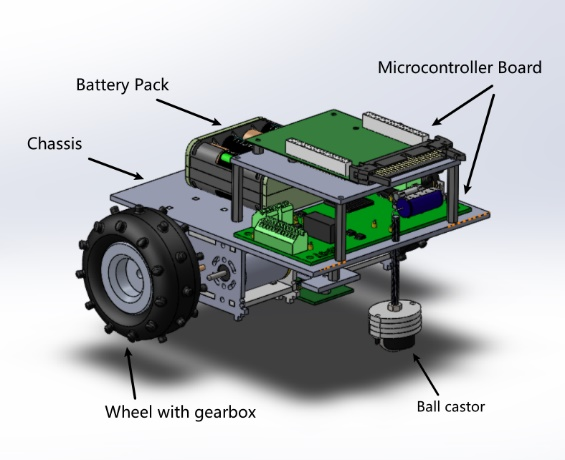 Microcontroller Board
Battery Pack
Chassis
Wheel with gearbox
Ball castor